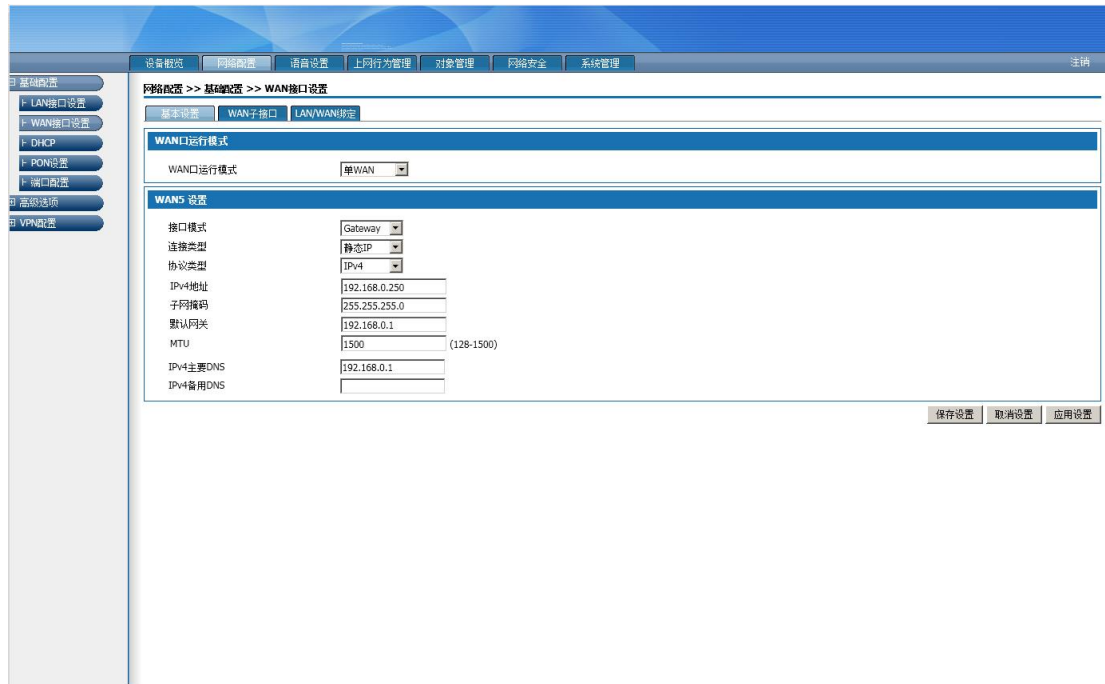 设备概览 网络配置 语音设置 上网行为管理 对象管理 网络安全 系统管理 注销
基础配置
LAN接口设置
WAN接口设置
DHCP
PON设置
端口配置
高级选项
VPN配置
网络配置 >> 基础配置 >> WAN接口设置
基本设置 WAN子接口 LAN/WAN绑定
WAN口运行模式
WAN口运行模式 单WAN
WAN5 设置
接口模式 Gateway
连接类型 静态IP
协议类型 IPv4
IPv4地址 192.168.0.250
子网掩码 255.255.255.0
默认网关 192.168.0.1
MTU 1500 (128-1500)
IPv4主要DNS 192.168.0.1
IPv4备用DNS
保存设置 取消设置 应用设置